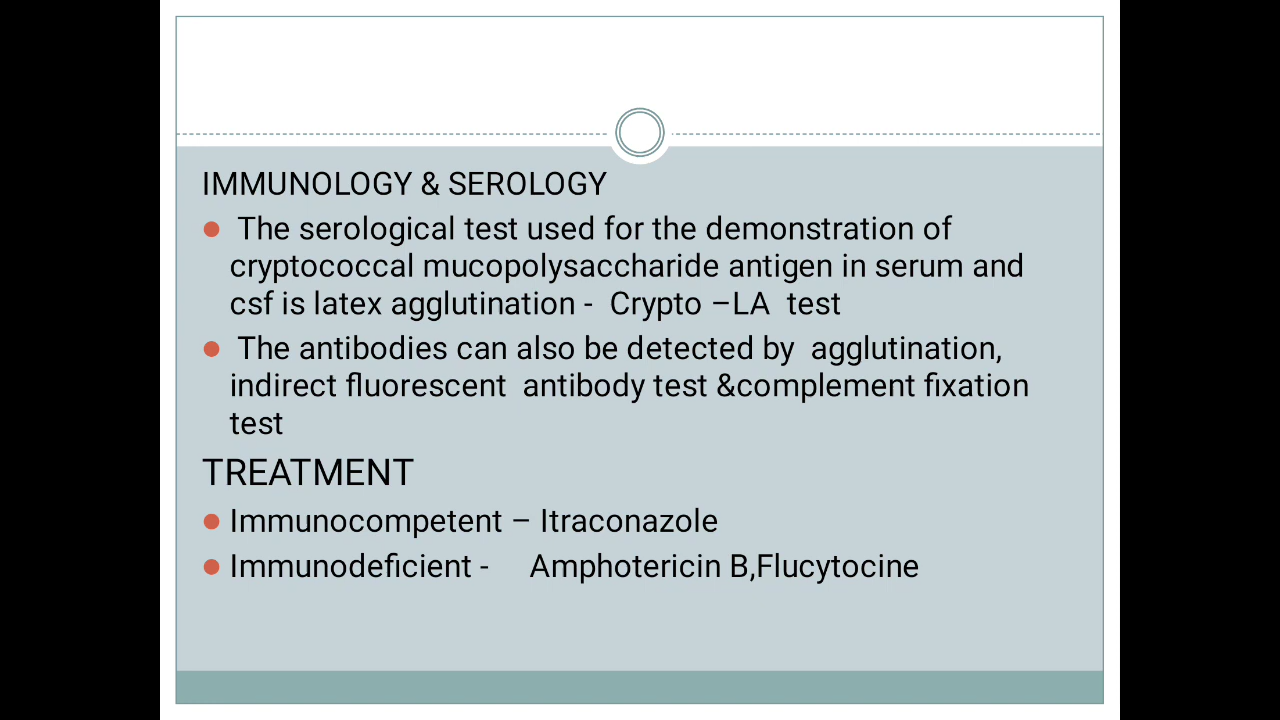 IMMUNOLOGY & SEROLOGY
● The serological test used for the demonstration of
cryptococcal mucopolysaccharide antigen in serum and
csf is latex agglutination - Crypto –LA test
● The antibodies can also be detected by agglutination,
indirect fluorescent antibody test &complement fixation
test
TREATMENT
● Immunocompetent – Itraconazole
● Immunodeficient - Amphotericin B,Flucytocine